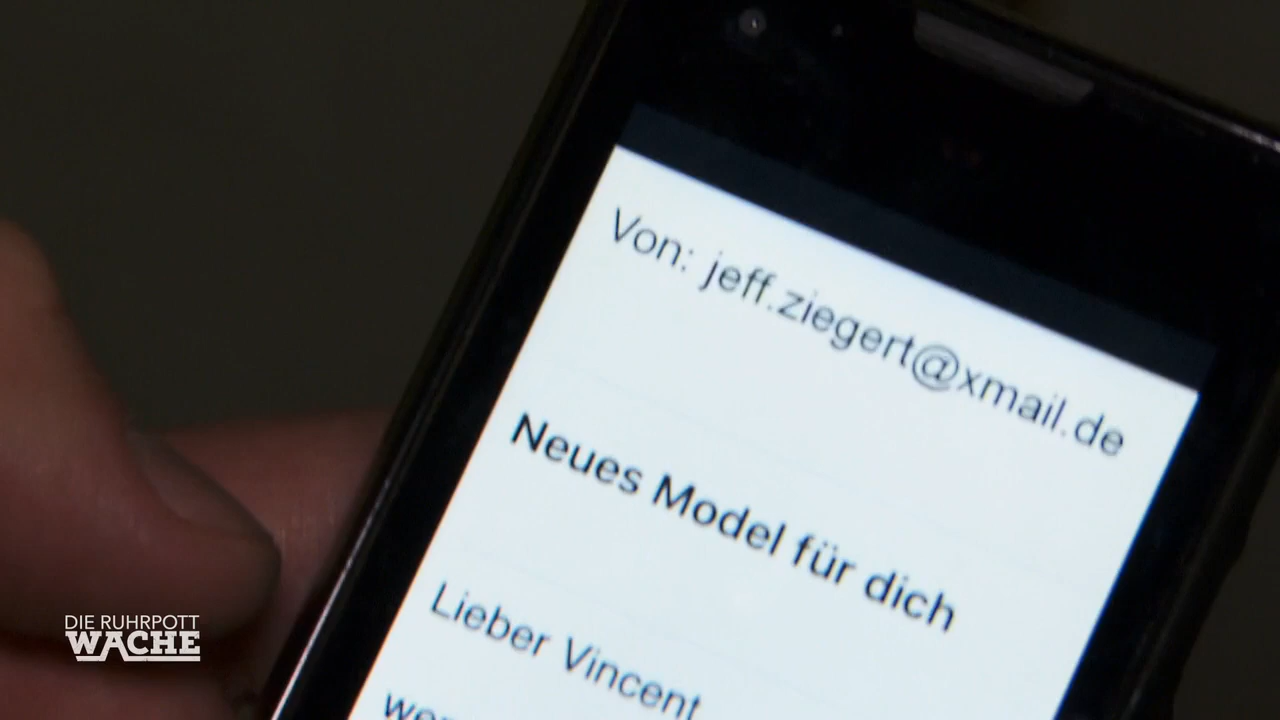 Von: jeff.ziegert@xmail.de
Neues Model für dich
Lieber Vincent
DIE RUHRPOTT
WACHE